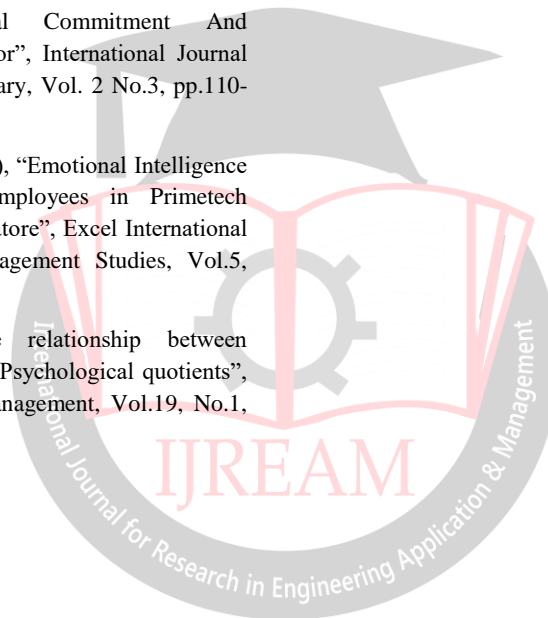 al Commitment And
or”, International Journal
ary, Vol. 2 No.3, pp.110-
), “Emotional Intelligence
mployees in Primetech
atore”, Excel International
agement Studies, Vol.5,
e relationship between
Psychological quotients”,
anagement, Vol.19, No.1,
IJREAM
International Journal for Research in Engineering Application & Management